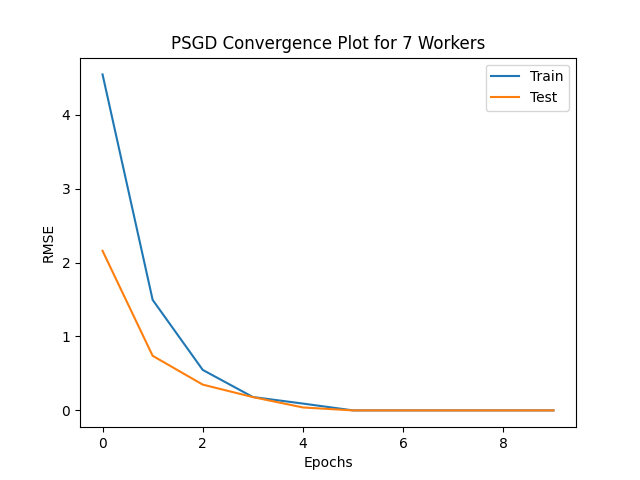 PSGD Convergence Plot for 7 Workers
Train
Test
4
3
2
1
0
RMSE
0 2 4 6 8
Epochs